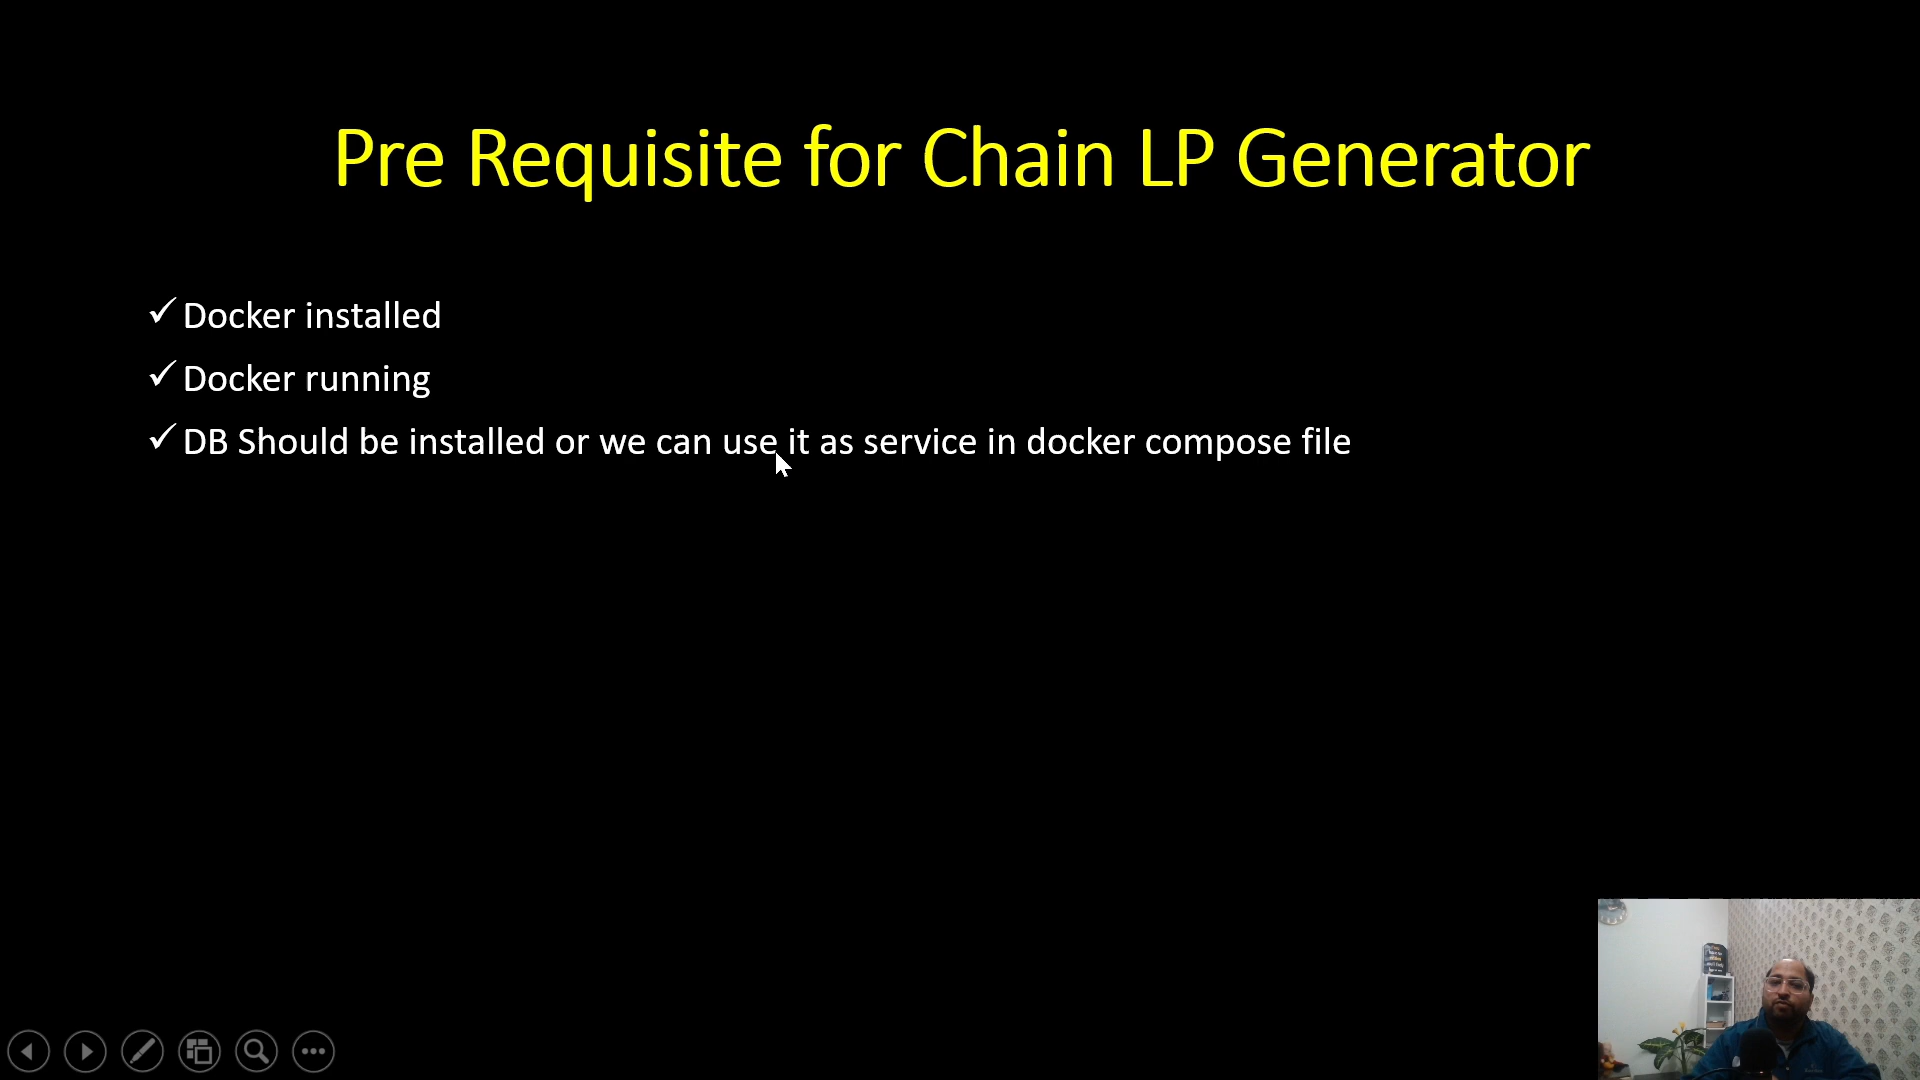 Pre Requisite for Chain LP Generator
✓ Docker installed
✓ Docker running
✓ DB Should be installed or we can use it as service in docker compose file